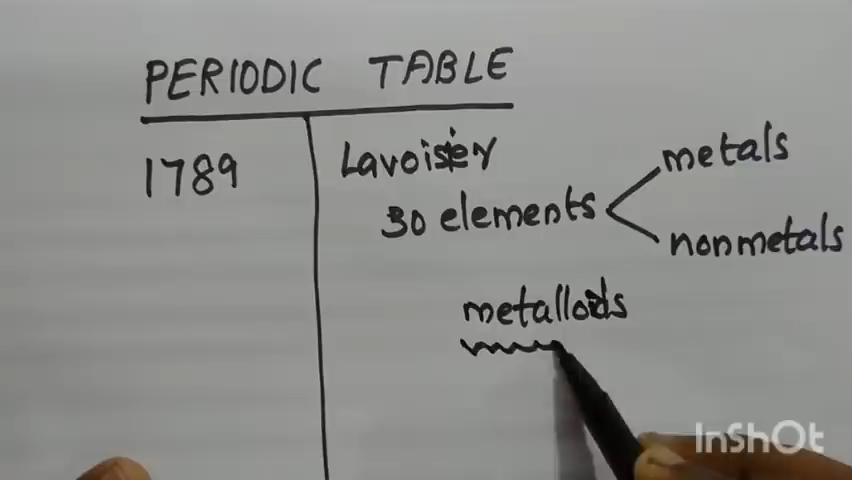 PERIODIC TABLE
1789 Lavoisier
metals
30 elements
nonmetals
metalloids
InShOt